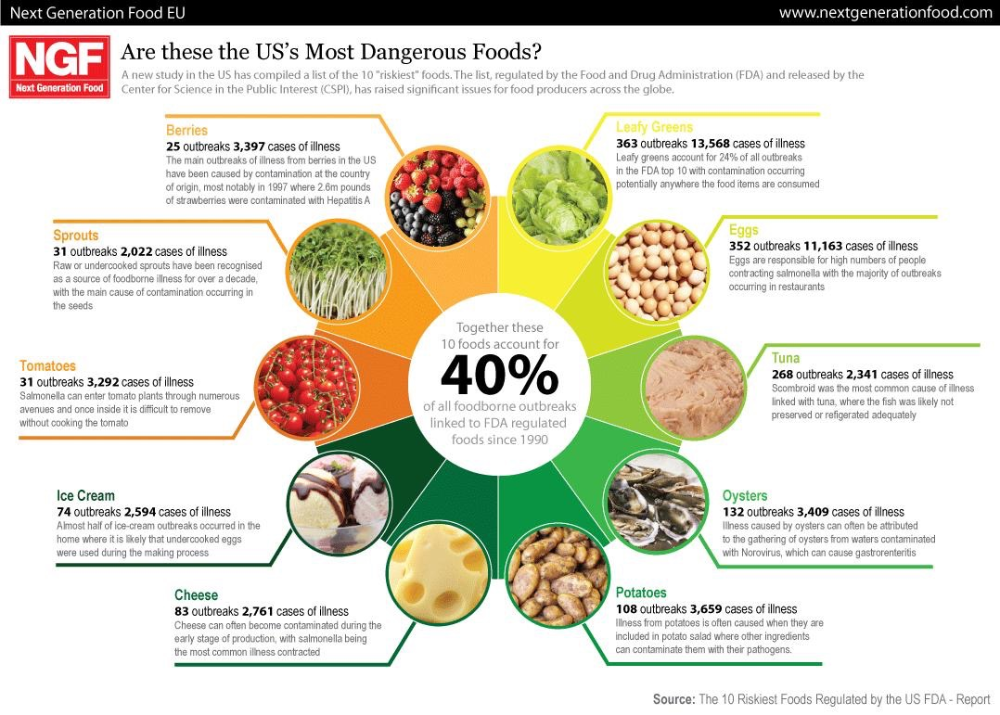 Next Generation Food EU
www.nextgenerationfood.com
NGF
Next Generation Food
Are these the US's Most Dangerous Foods?
A new study in the US has compiled a list of the 10 "riskiest" foods. The list, regulated by the Food and Drug Administration (FDA) and released by the
Center for Science in the Public Interest (CSPI), has raised significant issues for food producers across the globe.
Berries
25 outbreaks 3,397 cases of illness
The main outbreaks of illness from berries in the US
have been caused by contamination at the country
of origin, most notably in 1997 where 2.6m pounds
of strawberries were contaminated with Hepatitis A
Leafy Greens
363 outbreaks 13,568 cases of illness
Leafy greens account for 24% of all outbreaks
in the FDA top 10 with contamination occurring
potentially anywhere the food items are consumed
Sprouts
31 outbreaks 2,022 cases of illness
Raw or undercooked sprouts have been recognised
as a source of foodborne illness for over a decade,
with the main cause of contamination occurring in
the seeds
Eggs
352 outbreaks 11,163 cases of illness
Eggs are responsible for high numbers of people
contracting salmonella with the majority of outbreaks
occurring in restaurants
Together these
10 foods account for
40%
of all foodborne outbreaks
linked to FDA regulated
foods since 1990
Tomatoes
31 outbreaks 3,292 cases of illness
Salmonella can enter tomato plants through numerous
avenues and once inside it is difficult to remove
without cooking the tomato
Tuna
268 outbreaks 2,341 cases of illness
Scombroid was the most common cause of illness
linked with tuna, where the fish was likely not
preserved or refigerated adequately
Ice Cream
74 outbreaks 2,594 cases of illness
Almost half of ice-cream outbreaks occurred in the
home where it is likely that undercooked eggs
were used during the making process
Oysters
132 outbreaks 3,409 cases of illness
Illness caused by oysters can often be attributed
to the gathering of oysters from waters contaminated
with Norovirus, which can cause gastrorenteritis
Cheese
83 outbreaks 2,761 cases of illness
Cheese can often become contaminated during the
early stage of production, with salmonella being
the most common illness contracted
Potatoes
108 outbreaks 3,659 cases of illness
Illness from potatoes is often caused when they are
included in potato salad where other ingredients
can contaminate them with their pathogens.
Source: The 10 Riskiest Foods Regulated by the US FDA - Report